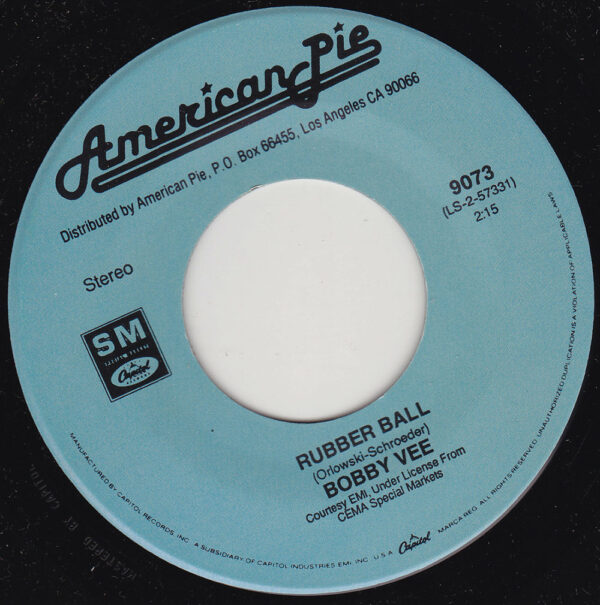 American Pie
Distributed by American Pie, P.O. Box 66455, Los Angeles CA 90066
Stereo
9073
(LS-2-57331)
2:15
SM
Capitol
RUBBER BALL
(Orlowski-Schroeder)
BOBBY VEE
Courtesy EMI, Under License From
CEMA Special Markets
MANUFACTURED BY CAPITOL RECORDS, INC. A SUBSIDIARY OF CAPITOL INDUSTRIES EMI, INC. U.S.A. Capitol MARCA REG. ALL RIGHTS RESERVED. UNAUTHORIZED DUPLICATION IS A VIOLATION OF APPLICABLE LAWS.
MASTERED BY CAPITOL